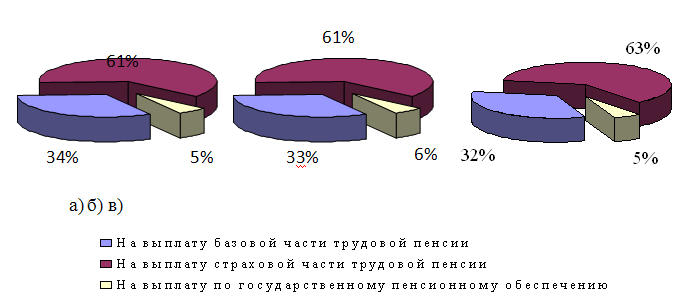 61% 61% 63%
34% 5% 33% 6% 32% 5%
а) б) в)
На выплату базовой части трудовой пенсии
На выплату страховой части трудовой пенсии
На выплату по государственному пенсионному обеспечению